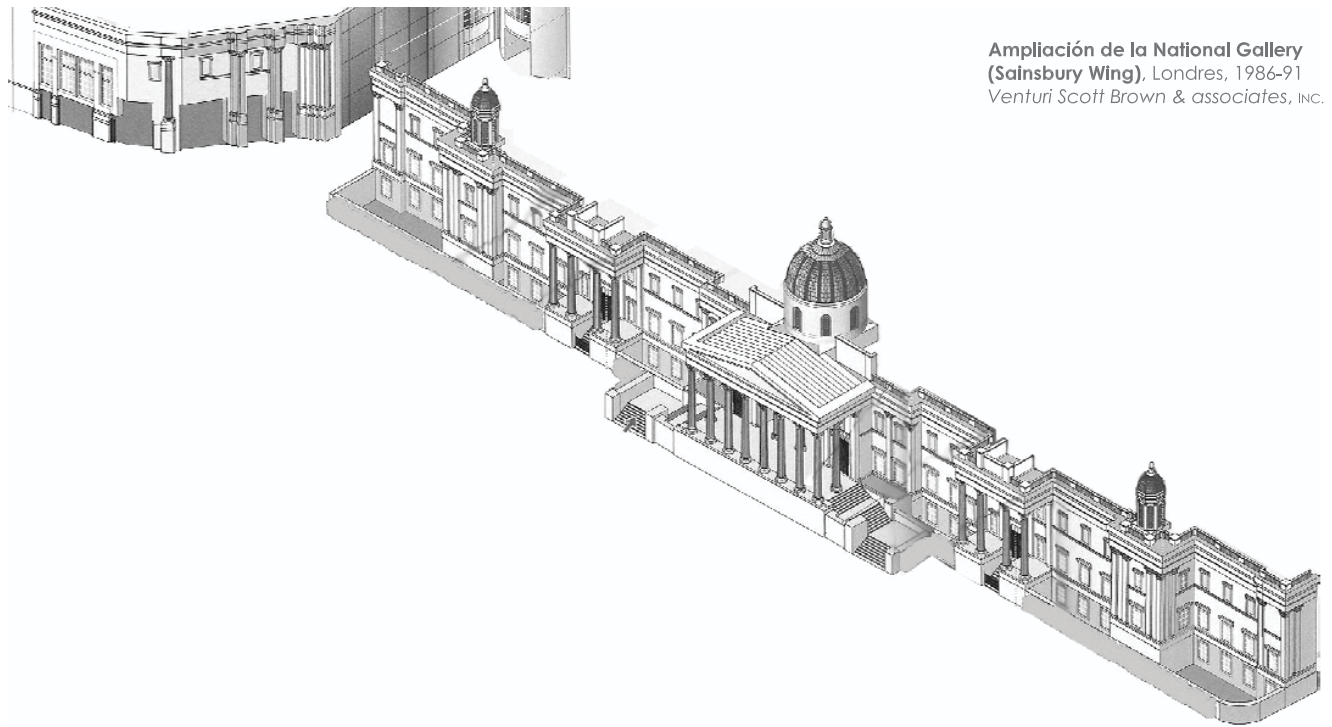 Ampliación de la National Gallery
(Sainsbury Wing), Londres, 1986-91
Venturi Scott Brown & associates, INC.